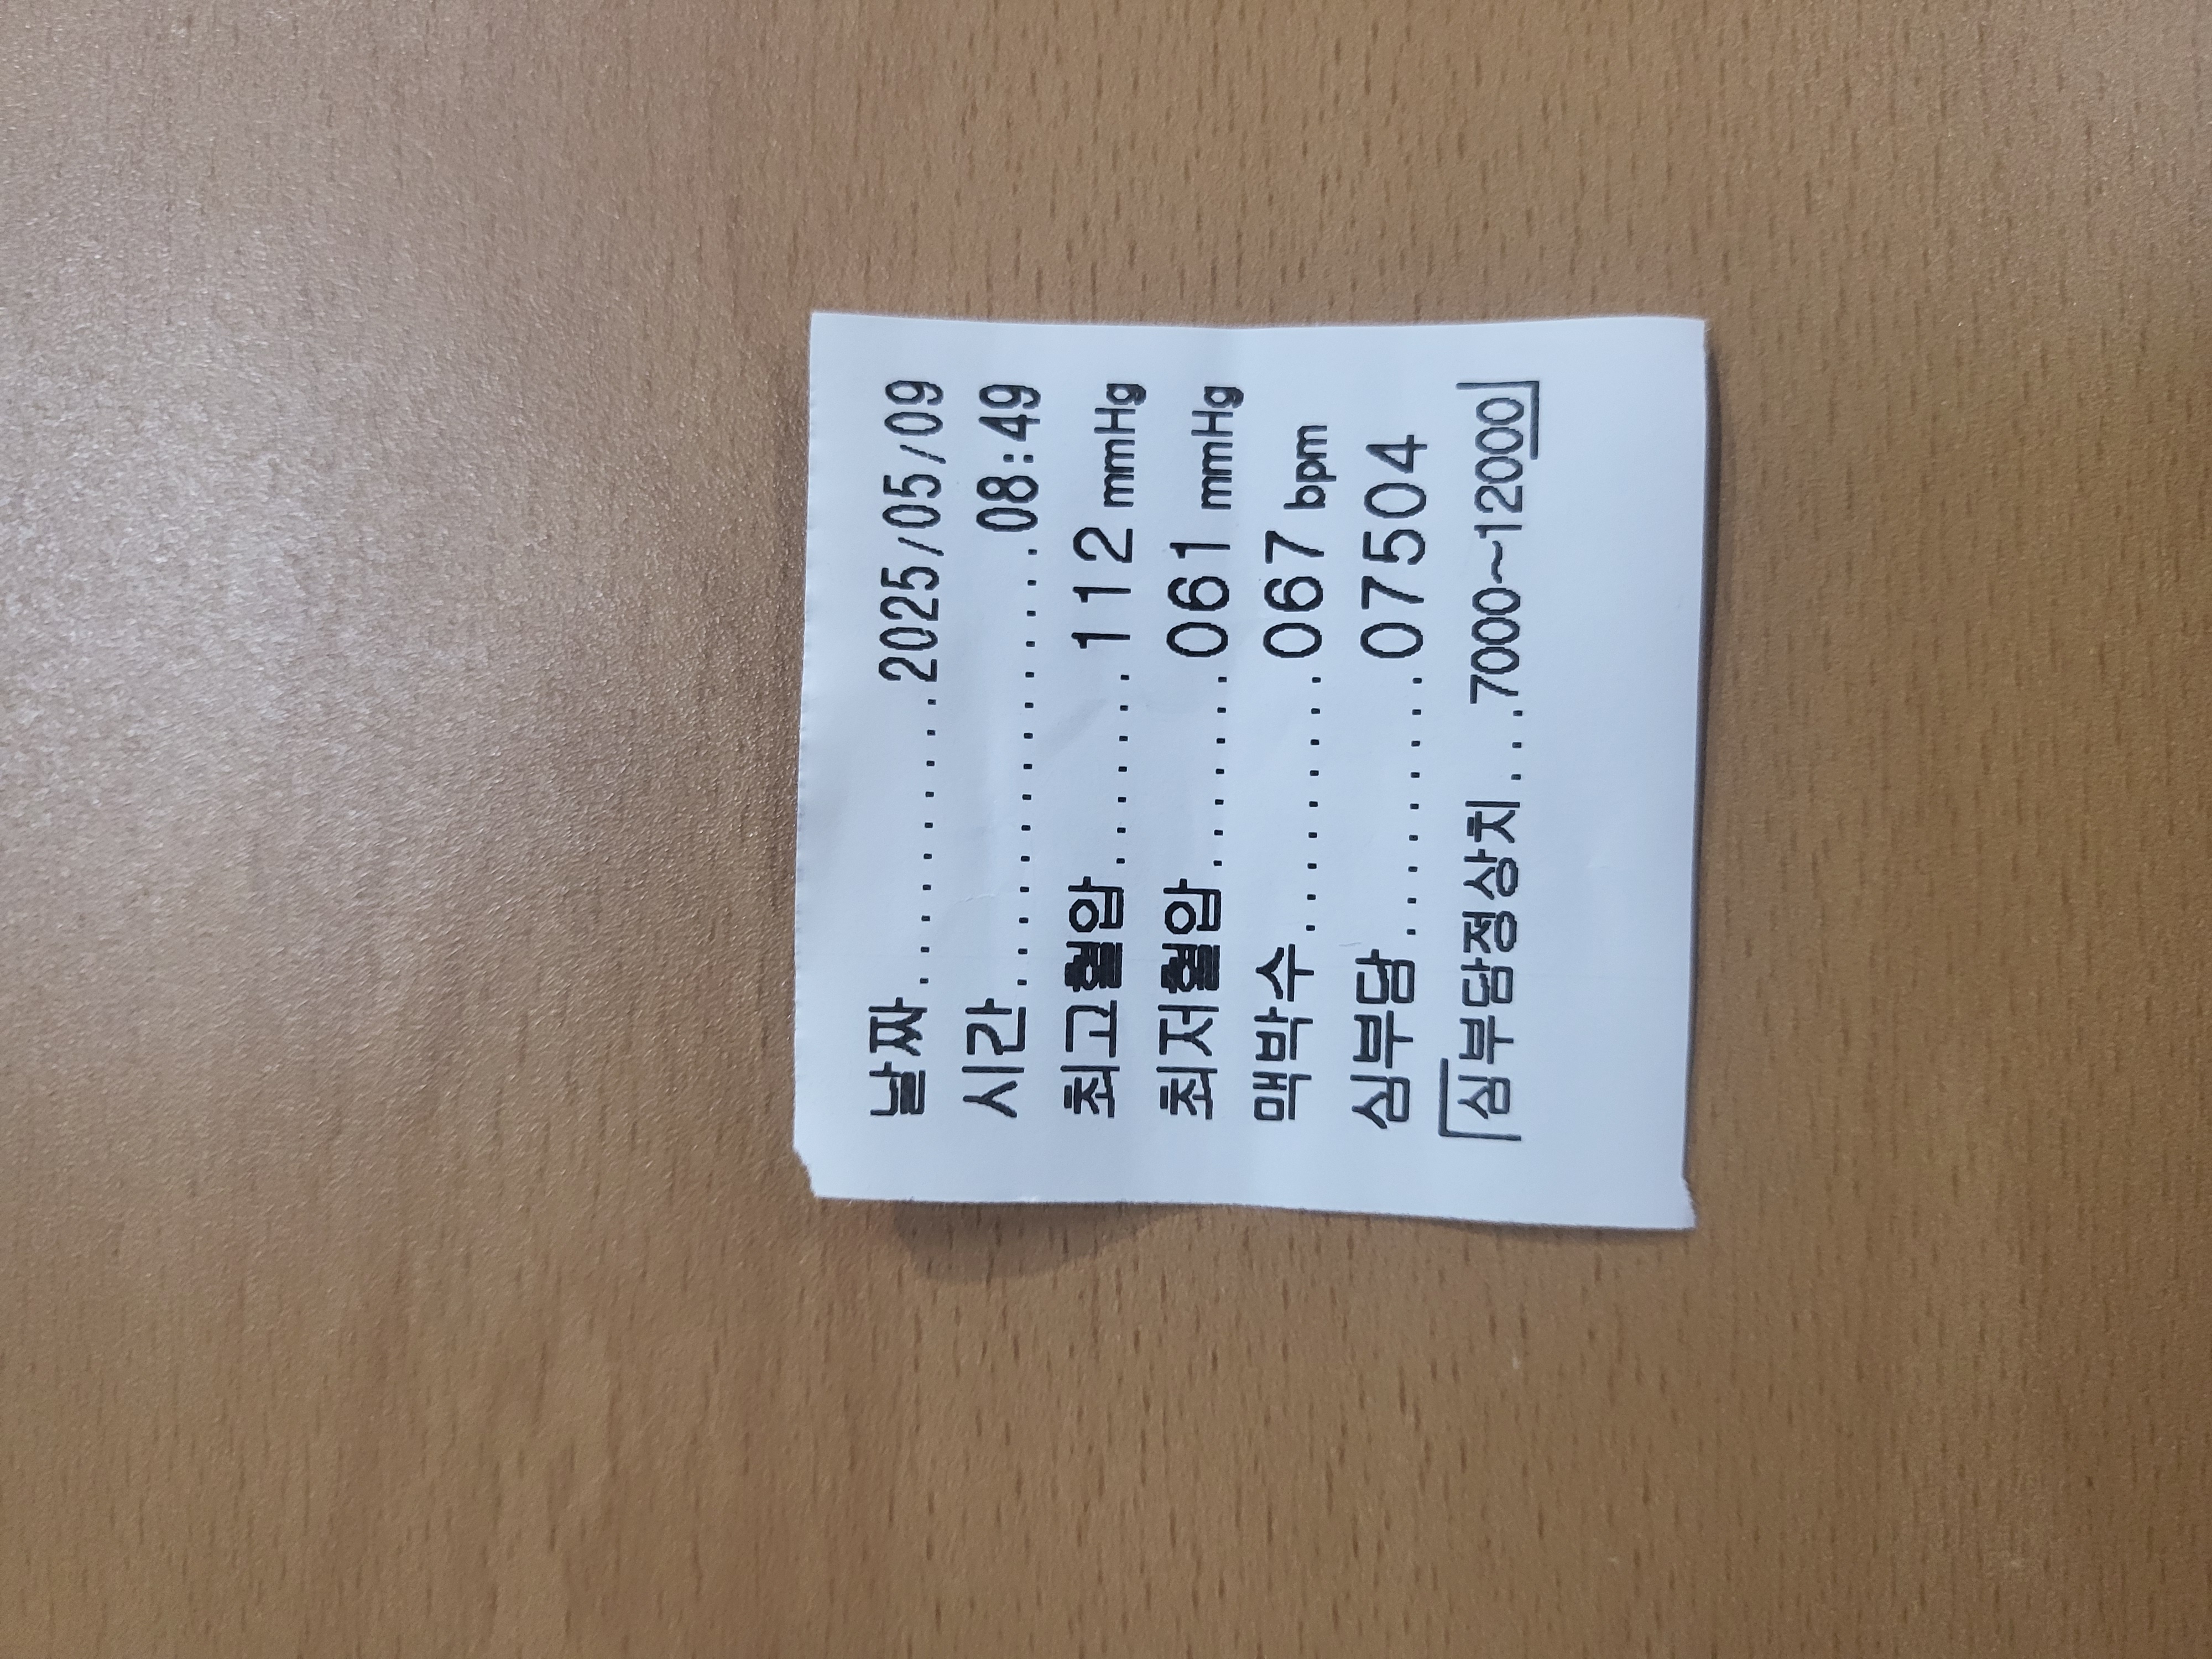 날짜...........2025/05/09
시간...............08:49
최고혈압.......112 mmHg
최저혈압.......061 mmHg
맥박수.........067 bpm
심부담.........07504
「심부담정상치...7000~12000」